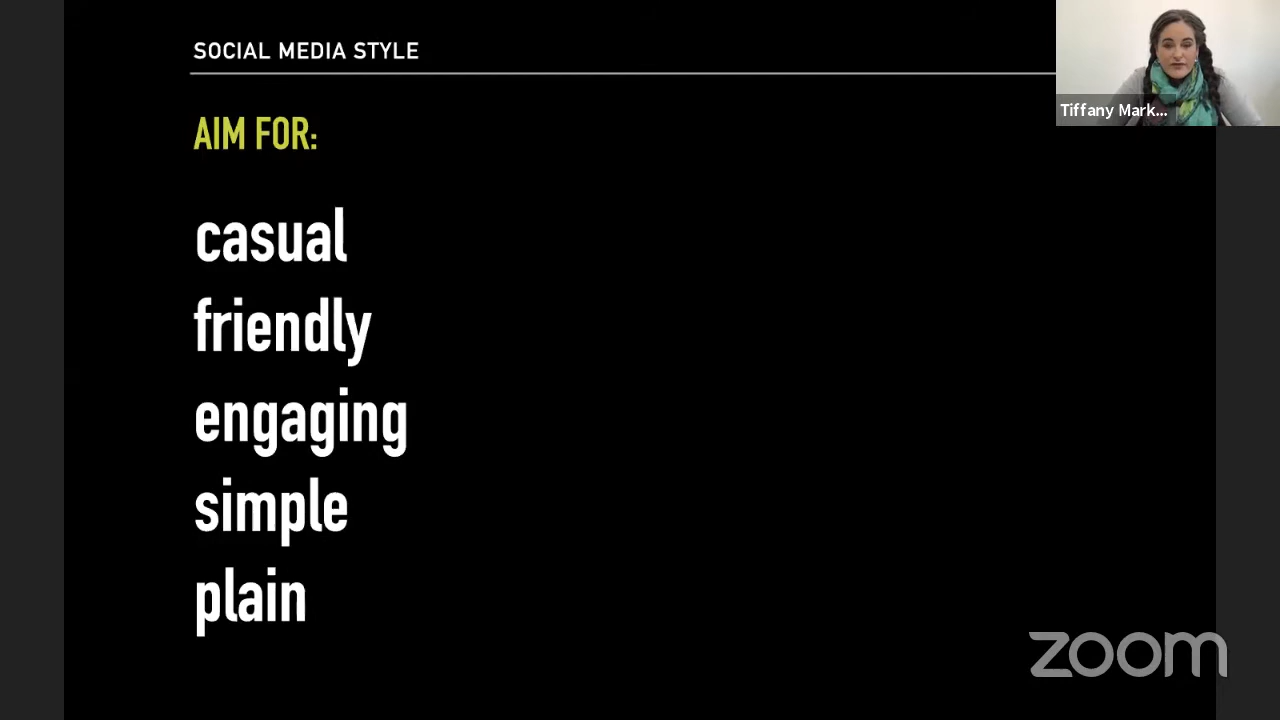 SOCIAL MEDIA STYLE
AIM FOR:
casual
friendly
engaging
simple
plain
Tiffany Mark...
zoom